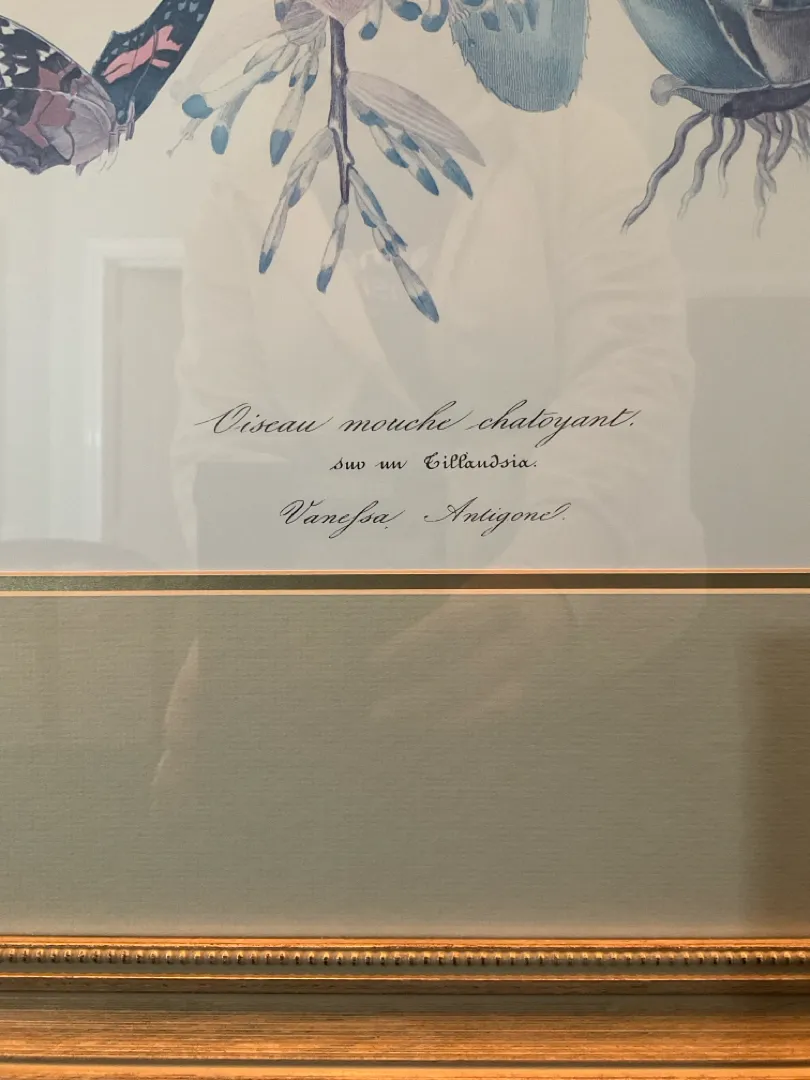 Oiseau mouche chatoyant.
sur un Tillandsia.
Vanessa Antigone.